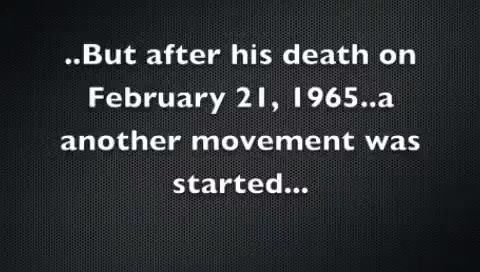 ..But after his death on
February 21, 1965..a
another movement was
started...